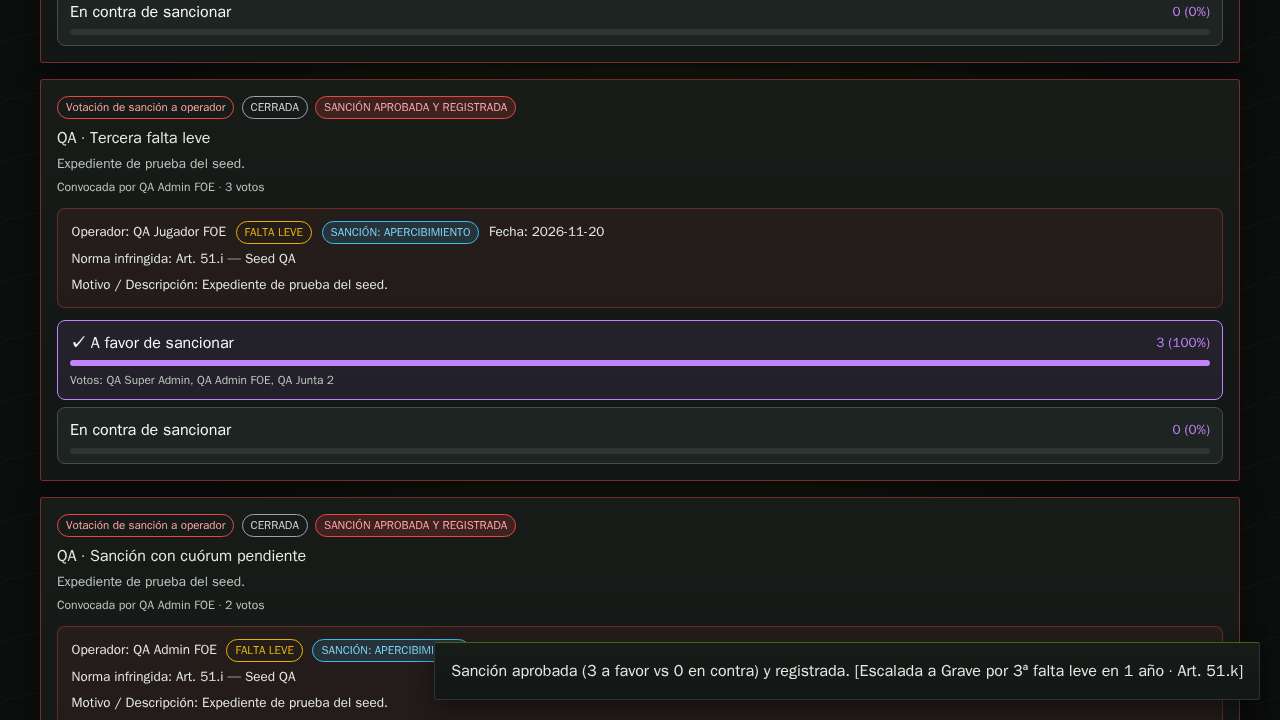 En contra de sancionar 0 (0%)
Votación de sanción a operador CERRADA SANCIÓN APROBADA Y REGISTRADA
QA · Tercera falta leve
Expediente de prueba del seed.
Convocada por QA Admin FOE · 3 votos
Operador: QA Jugador FOE FALTA LEVE SANCIÓN: APERCIBIMIENTO Fecha: 2026-11-20
Norma infringida: Art. 51.i — Seed QA
Motivo / Descripción: Expediente de prueba del seed.
✓ A favor de sancionar 3 (100%)
Votos: QA Super Admin, QA Admin FOE, QA Junta 2
En contra de sancionar 0 (0%)
Votación de sanción a operador CERRADA SANCIÓN APROBADA Y REGISTRADA
QA · Sanción con cuórum pendiente
Expediente de prueba del seed.
Convocada por QA Admin FOE · 2 votos
Operador: QA Admin FOE FALTA LEVE SANCIÓN: APERCIBIMI
Norma infringida: Art. 51.i — Seed QA
Motivo / Descripción: Expediente de prueba del seed.
Sanción aprobada (3 a favor vs 0 en contra) y registrada. [Escalada a Grave por 3ª falta leve en 1 año · Art. 51.k]